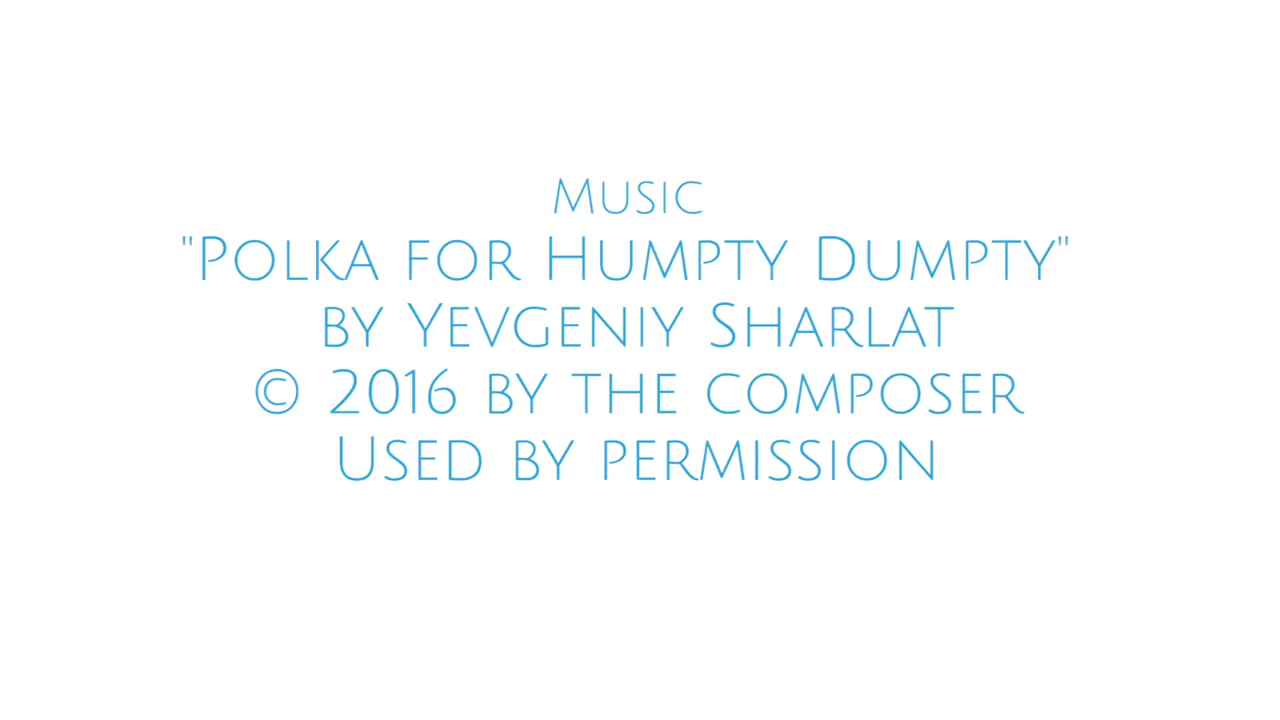 Music
"Polka for Humpty Dumpty"
by Yevgeniy Sharlat
© 2016 by the composer
Used by permission